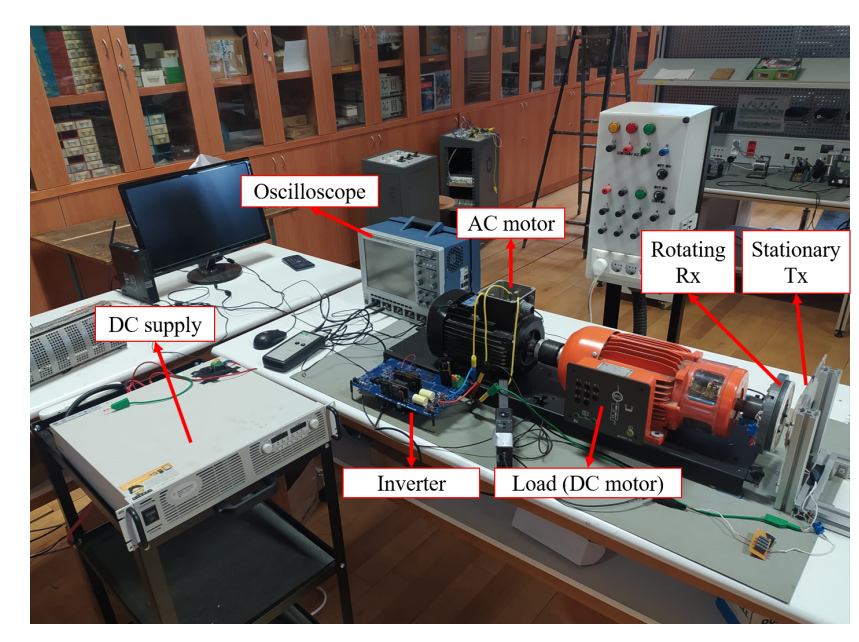 Oscilloscope
AC motor
Rotating
Rx
Stationary
Tx
DC supply
Inverter
Load (DC motor)